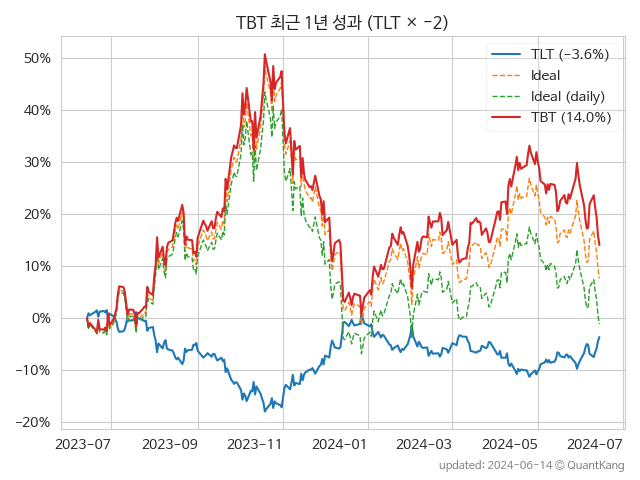 TBT 최근 1년 성과 (TLT × −2)
TLT (−3.6%)
Ideal
Ideal (daily)
TBT (14.0%)
50%
40%
30%
20%
10%
0%
−10%
−20%
2023-07
2023-09
2023-11
2024-01
2024-03
2024-05
2024-07
updated: 2024-06-14 © QuantKang